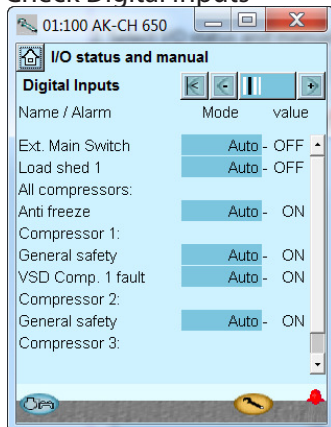 Check Digital Inputs
01:100 AK-CH 650
I/O status and manual
Digital Inputs
Name / Alarm Mode value
Ext. Main Switch Auto - OFF
Load shed 1 Auto - OFF
All compressors:
Anti freeze Auto - ON
Compressor 1:
General safety Auto - ON
VSD Comp. 1 fault Auto - ON
Compressor 2:
General safety Auto - ON
Compressor 3: